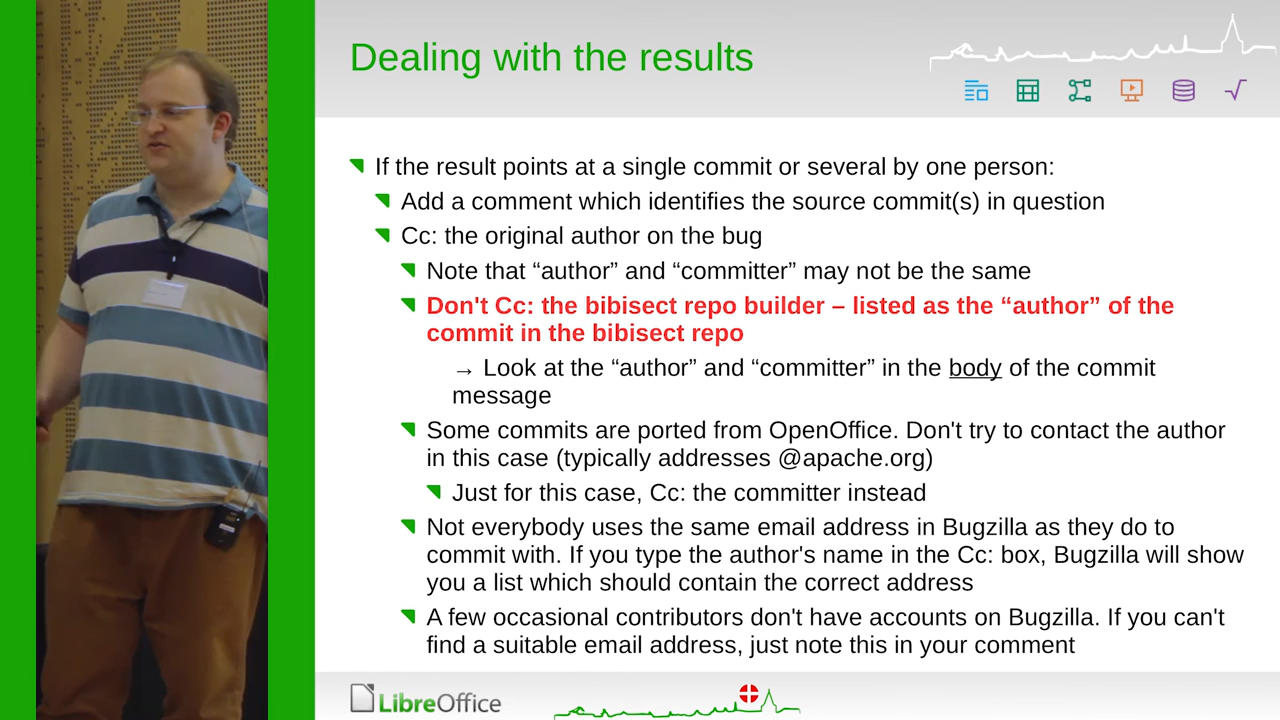 Dealing with the results
If the result points at a single commit or several by one person:
Add a comment which identifies the source commit(s) in question
Cc: the original author on the bug
Note that “author” and “committer” may not be the same
Don't Cc: the bibisect repo builder – listed as the “author” of the
commit in the bibisect repo
→ Look at the “author” and “committer” in the body of the commit
message
Some commits are ported from OpenOffice. Don't try to contact the author
in this case (typically addresses @apache.org)
Just for this case, Cc: the committer instead
Not everybody uses the same email address in Bugzilla as they do to
commit with. If you type the author's name in the Cc: box, Bugzilla will show
you a list which should contain the correct address
A few occasional contributors don't have accounts on Bugzilla. If you can't
find a suitable email address, just note this in your comment
LibreOffice